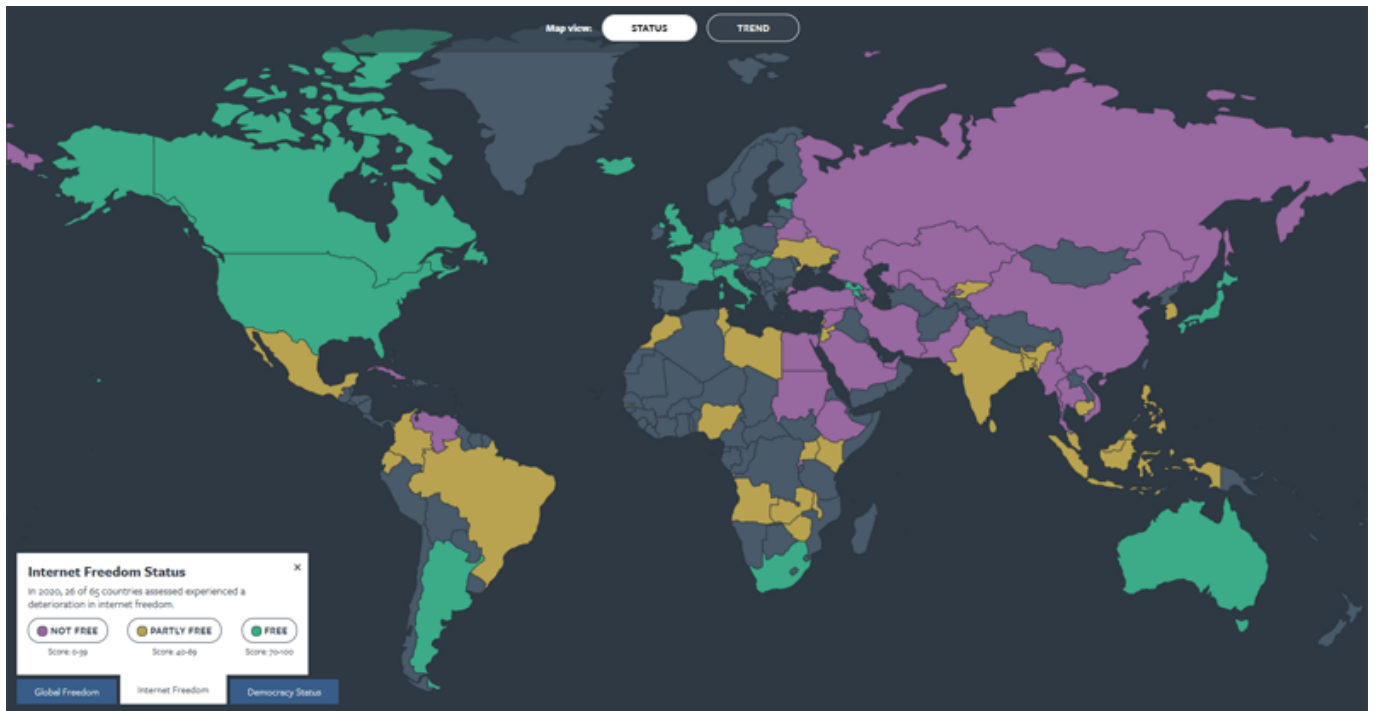 Map view: STATUS TREND
Internet Freedom Status ×
In 2020, 26 of 65 countries assessed experienced a
deterioration in internet freedom.
NOT FREE PARTLY FREE FREE
Score: 0-39 Score: 40-69 Score: 70-100
Global Freedom Internet Freedom Democracy Status